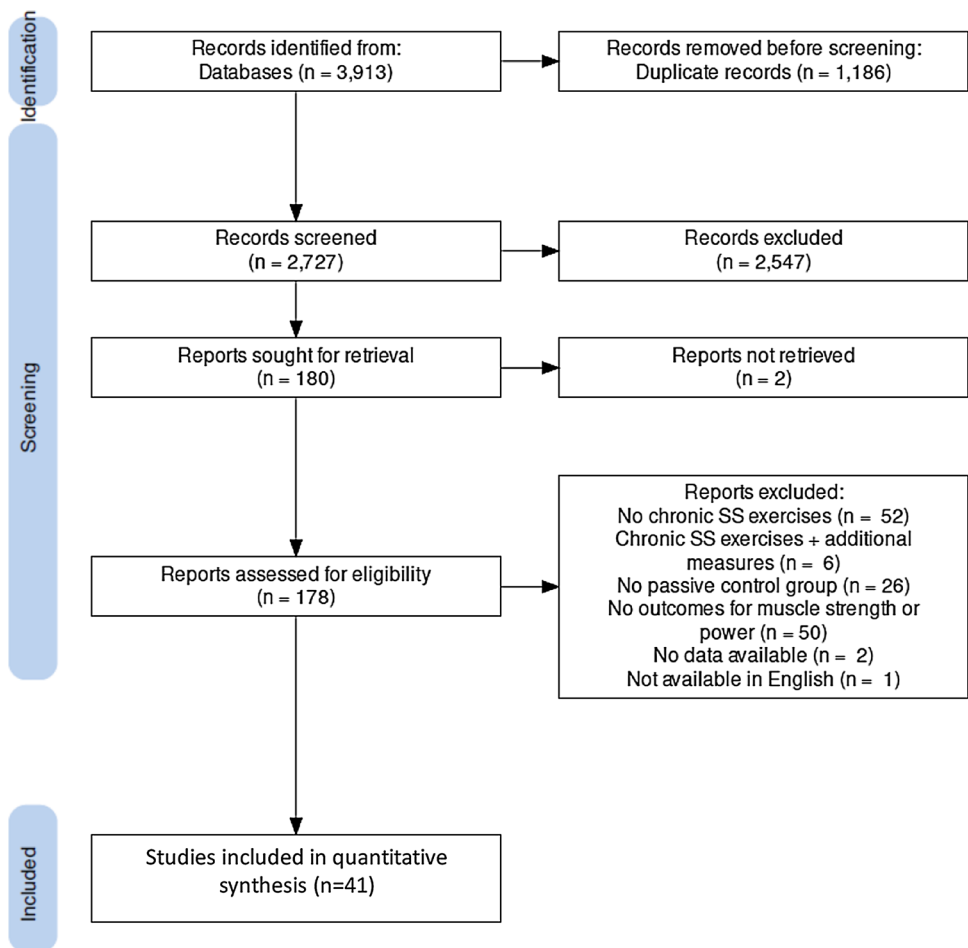 Identification
Records identified from:
Databases (n = 3,913)
Records removed before screening:
Duplicate records (n = 1,186)
Screening
Records screened
(n = 2,727)
Records excluded
(n = 2,547)
Reports sought for retrieval
(n = 180)
Reports not retrieved
(n = 2)
Reports assessed for eligibility
(n = 178)
Reports excluded:
No chronic SS exercises (n = 52)
Chronic SS exercises + additional
measures (n = 6)
No passive control group (n = 26)
No outcomes for muscle strength or
power (n = 50)
No data available (n = 2)
Not available in English (n = 1)
Included
Studies included in quantitative
synthesis (n=41)